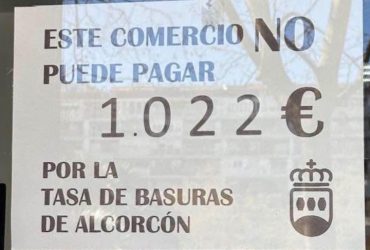 ESTE COMERCIO NO
PUEDE PAGAR
1.022€
POR LA
TASA DE BASURAS
DE ALCORCÓN